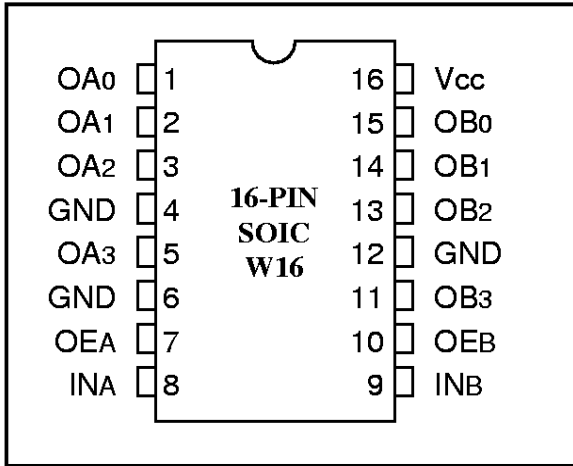 OA0 1 16 Vcc
OA1 2 15 OB0
OA2 3 14 OB1
GND 4 13 OB2
OA3 5 12 GND
GND 6 11 OB3
OEA 7 10 OEB
INA 8 9 INB
16-PIN
SOIC
W16